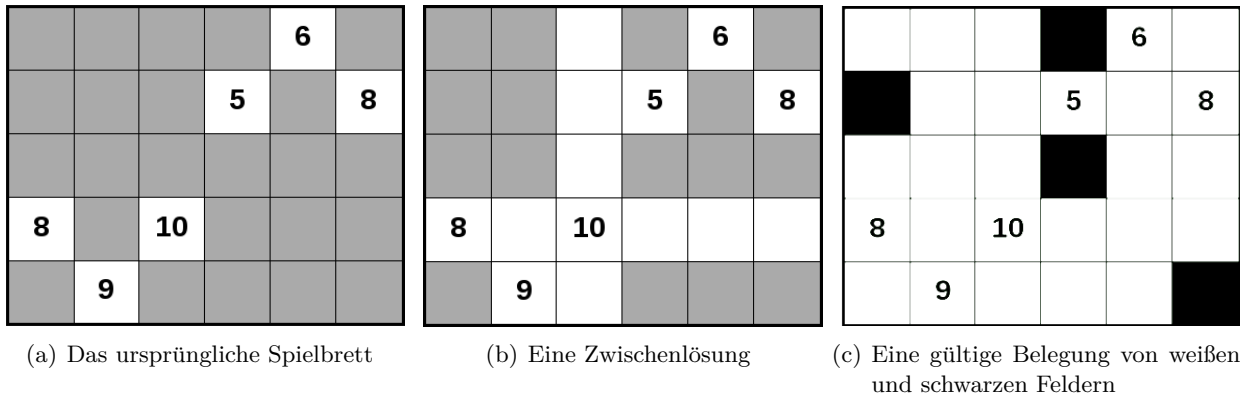 6 6 6
5 8 5 8 5 8
8 10 8 10 8 10
9 9 9
(a) Das ursprüngliche Spielbrett (b) Eine Zwischenlösung (c) Eine gültige Belegung von weißen
und schwarzen Feldern